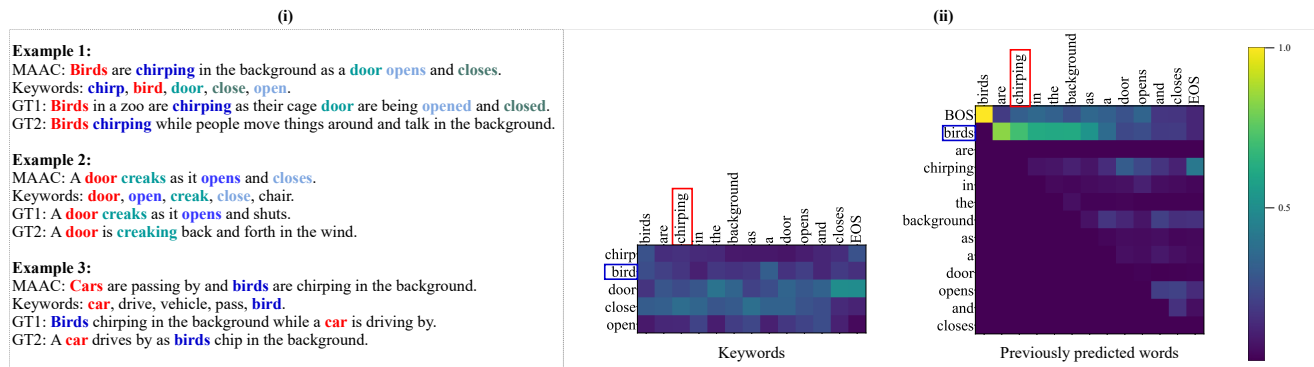 (i)
Example 1:
MAAC: Birds are chirping in the background as a door opens and closes.
Keywords: chirp, bird, door, close, open.
GT1: Birds in a zoo are chirping as their cage door are being opened and closed.
GT2: Birds chirping while people move things around and talk in the background.
Example 2:
MAAC: A door creaks as it opens and closes.
Keywords: door, open, creak, close, chair.
GT1: A door creaks as it opens and shuts.
GT2: A door is creaking back and forth in the wind.
Example 3:
MAAC: Cars are passing by and birds are chirping in the background.
Keywords: car, drive, vehicle, pass, bird.
GT1: Birds chirping in the background while a car is driving by.
GT2: A car drives by as birds chip in the background.
(ii)
birds
are
chirping
in
the
background
as
a
door
opens
and
closes
EOS
chirp
bird
door
close
open
Keywords
birds
are
chirping
in
the
background
as
a
door
opens
and
closes
EOS
BOS
birds
are
chirping
in
the
background
as
a
door
opens
and
closes
Previously predicted words
1.0
0.5